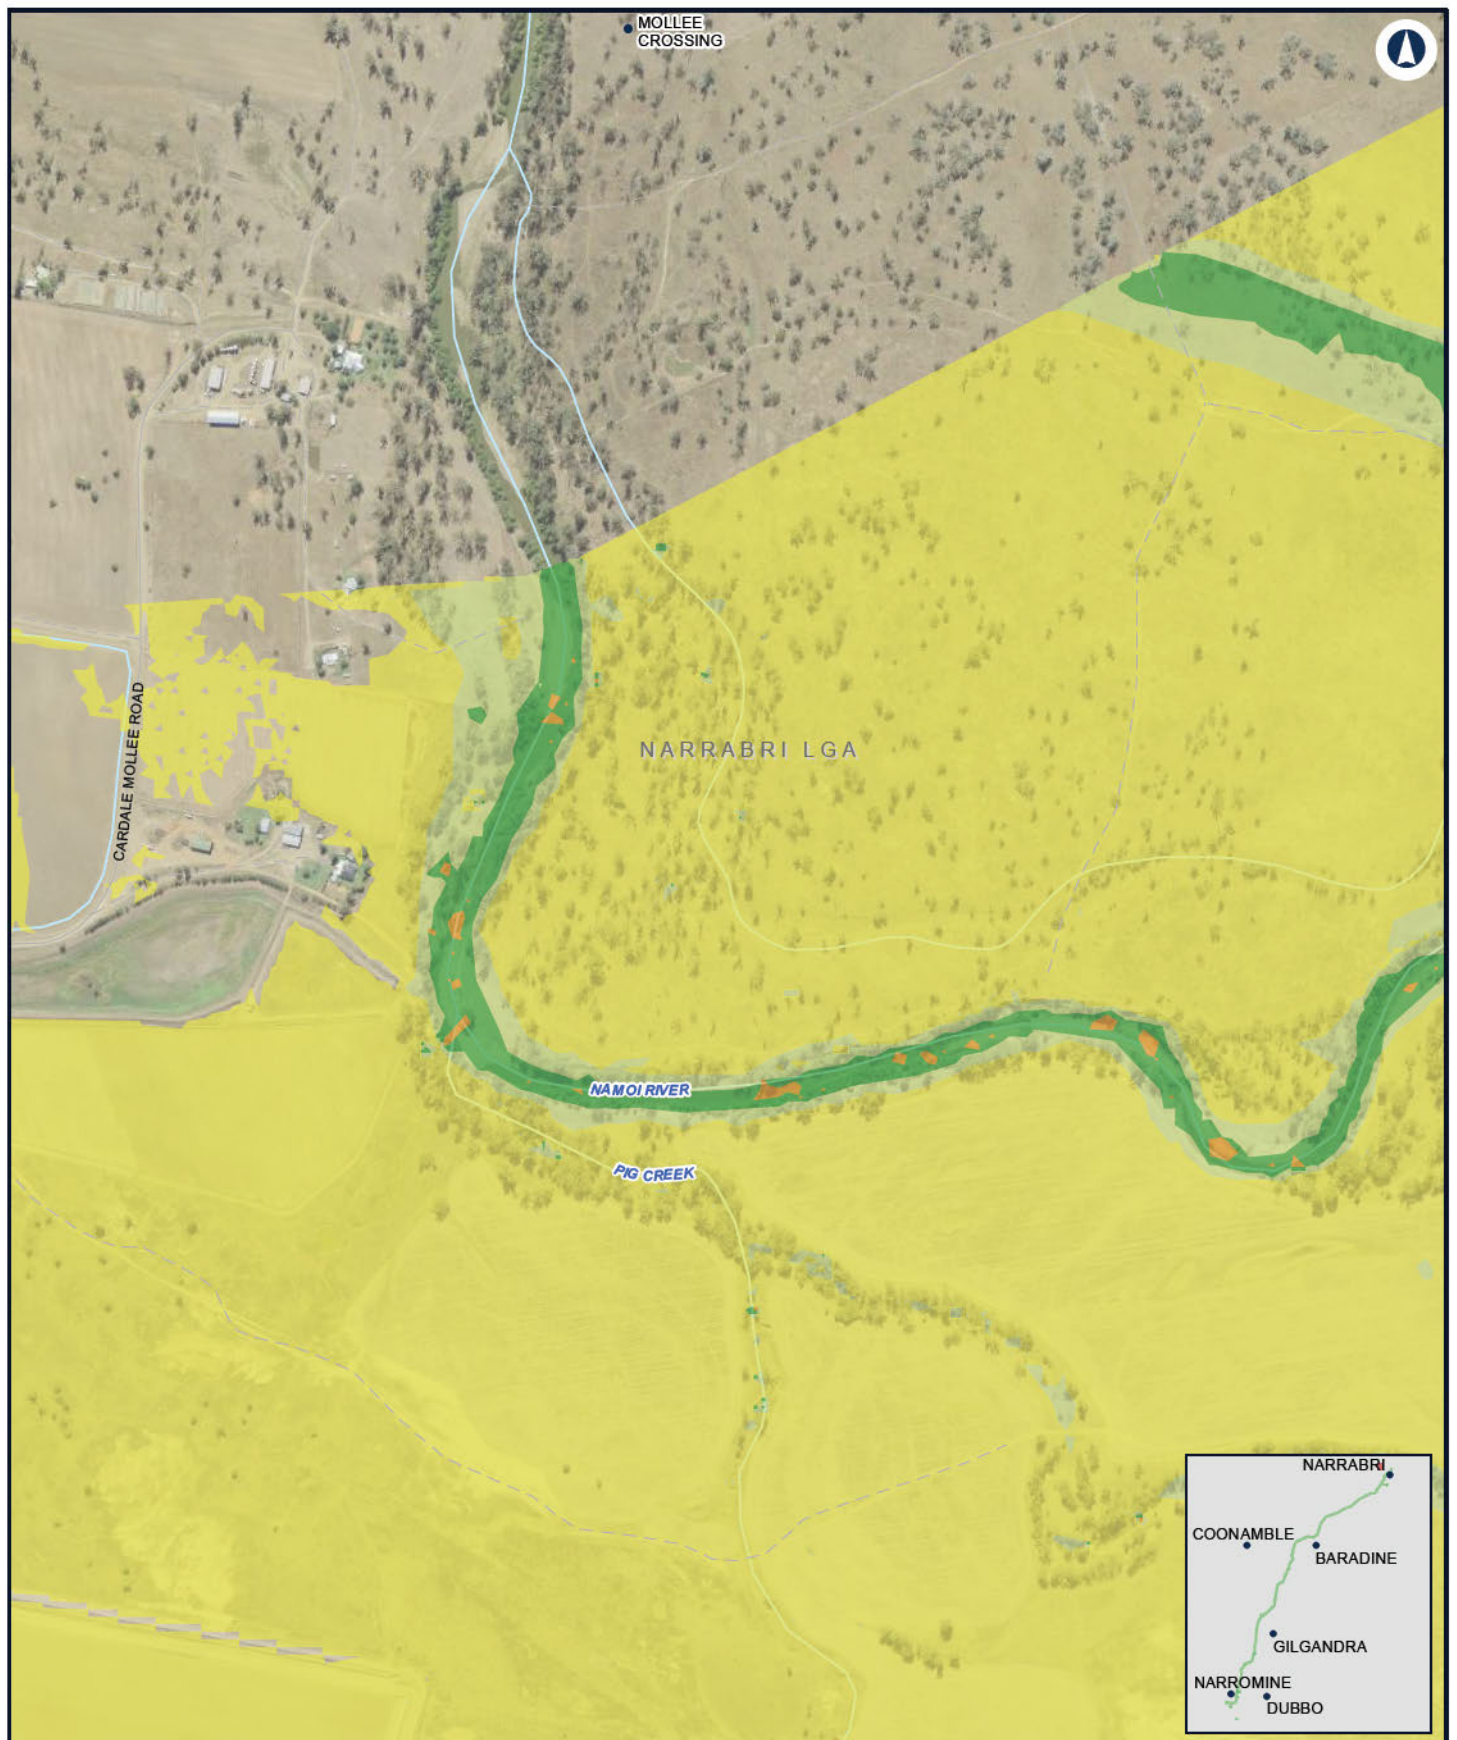 MOLLEE
CROSSING
CARDALE MOLLEE ROAD
NARRABRI LGA
NAMOI RIVER
PIG CREEK
NARRABRI
COONAMBLE
BARADINE
GILGANDRA
NARROMINE
DUBBO